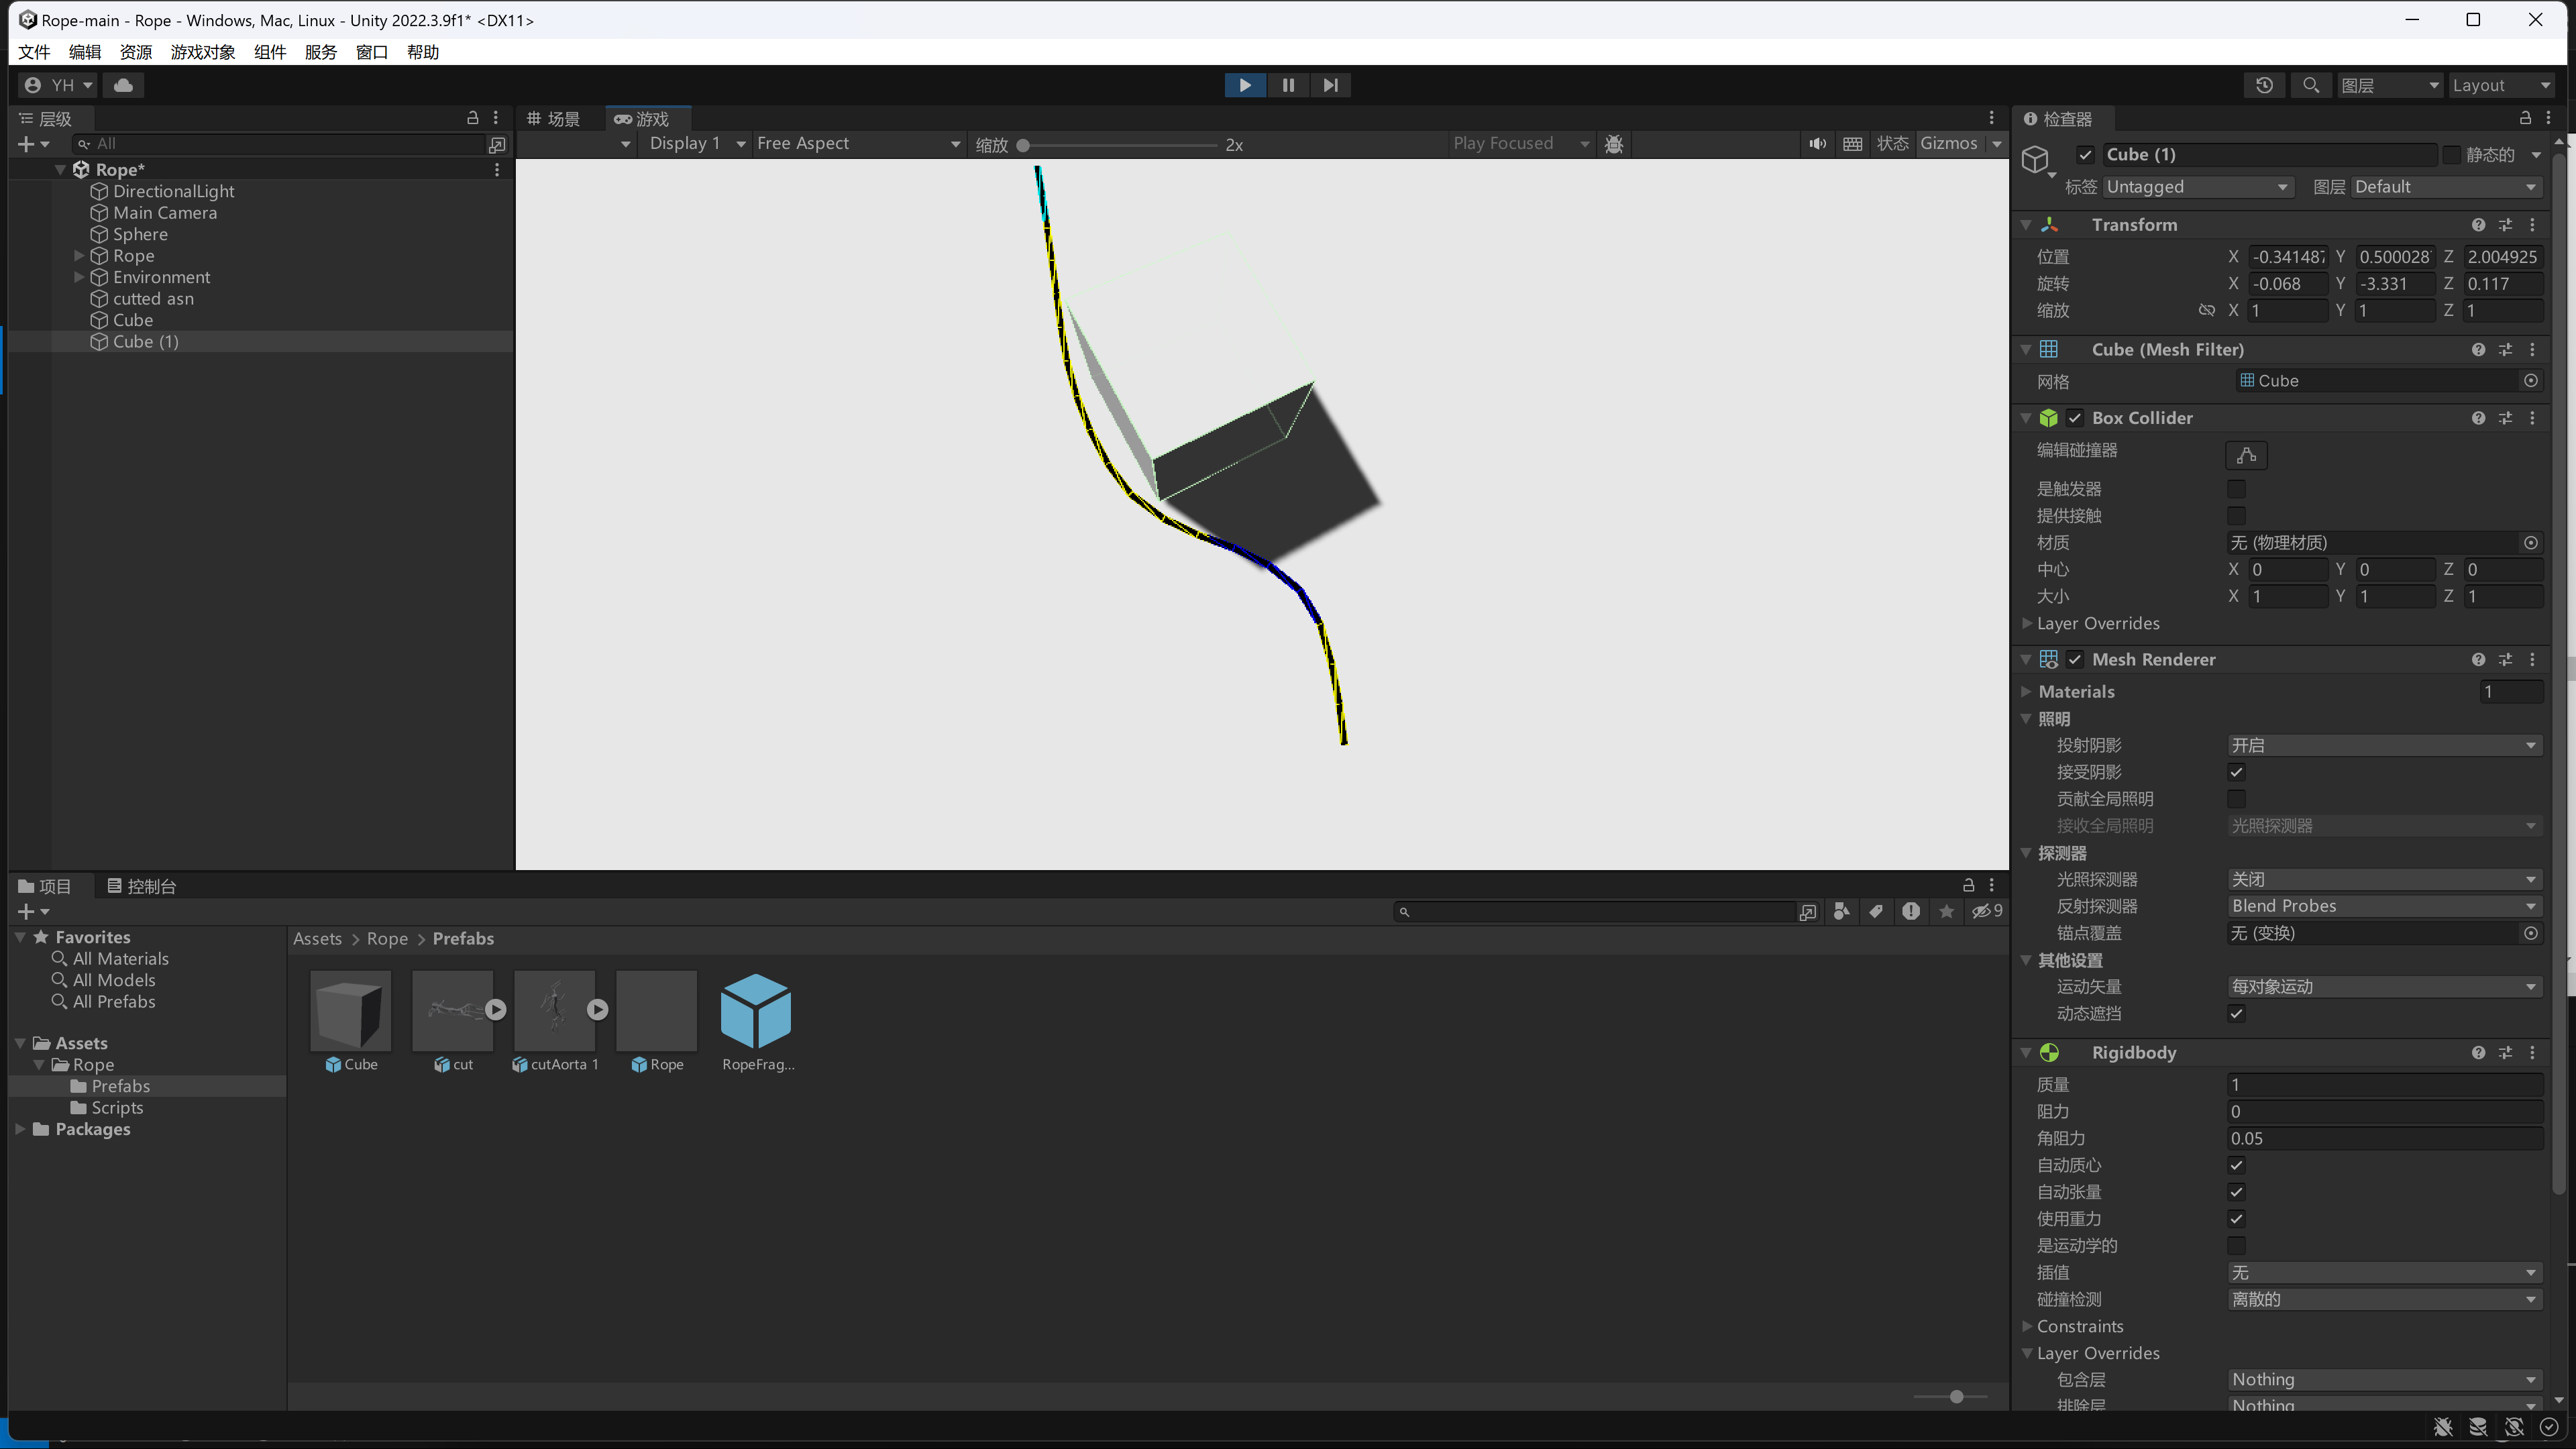 Rope-main - Rope - Windows, Mac, Linux - Unity 2022.3.9f1* <DX11>
文件 编辑 资源 游戏对象 组件 服务 窗口 帮助
YH
图层 Layout
层级
All
Rope*
DirectionalLight
Main Camera
Sphere
Rope
Environment
cutted asn
Cube
Cube (1)
场景 游戏
Display 1 Free Aspect 缩放 2x Play Focused 状态 Gizmos
检查器
Cube (1) 静态的
标签 Untagged 图层 Default
Transform
位置 X -0.341487 Y 0.500028 Z 2.004925
旋转 X -0.068 Y -3.331 Z 0.117
缩放 X 1 Y 1 Z 1
Cube (Mesh Filter)
网格 Cube
Box Collider
编辑碰撞器
是触发器
提供接触
材质 无 (物理材质)
中心 X 0 Y 0 Z 0
大小 X 1 Y 1 Z 1
Layer Overrides
Mesh Renderer
Materials 1
照明
投射阴影 开启
接受阴影
贡献全局照明
接收全局照明 光照探测器
探测器
光照探测器 关闭
反射探测器 Blend Probes
锚点覆盖 无 (变换)
其他设置
运动矢量 每对象运动
动态遮挡
Rigidbody
质量 1
阻力 0
角阻力 0.05
自动质心
自动张量
使用重力
是运动学的
插值 无
碰撞检测 离散的
Constraints
Layer Overrides
包含层 Nothing
排除层 Nothing
项目 控制台
9
Favorites
All Materials
All Models
All Prefabs
Assets
Rope
Prefabs
Scripts
Packages
Assets > Rope > Prefabs
Cube cut cutAorta 1 Rope RopeFrag...